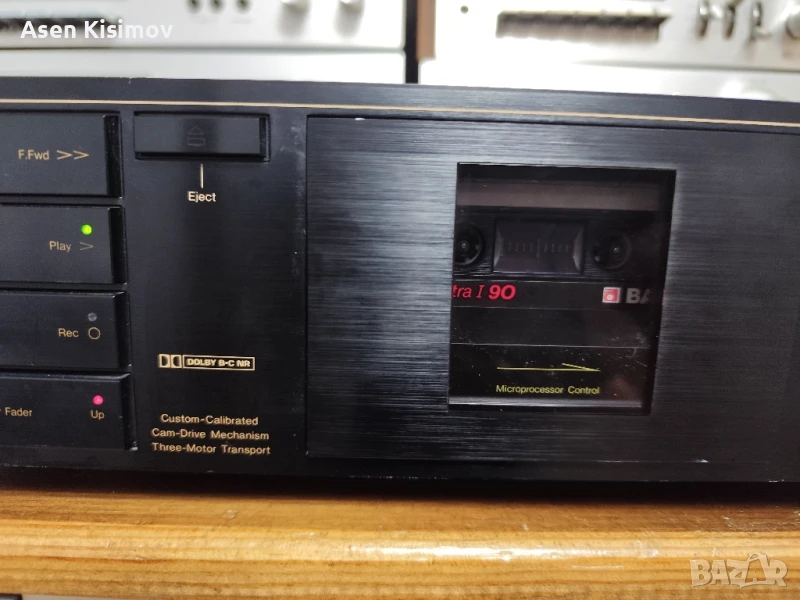 Asen Kisimov
F.Fwd >>
Eject
Play >
tra I 90
BA
Rec
DOLBY B-C NR
Microprocessor Control
Fader
Up
Custom-Calibrated
Cam-Drive Mechanism
Three-Motor Transport
BAZAR